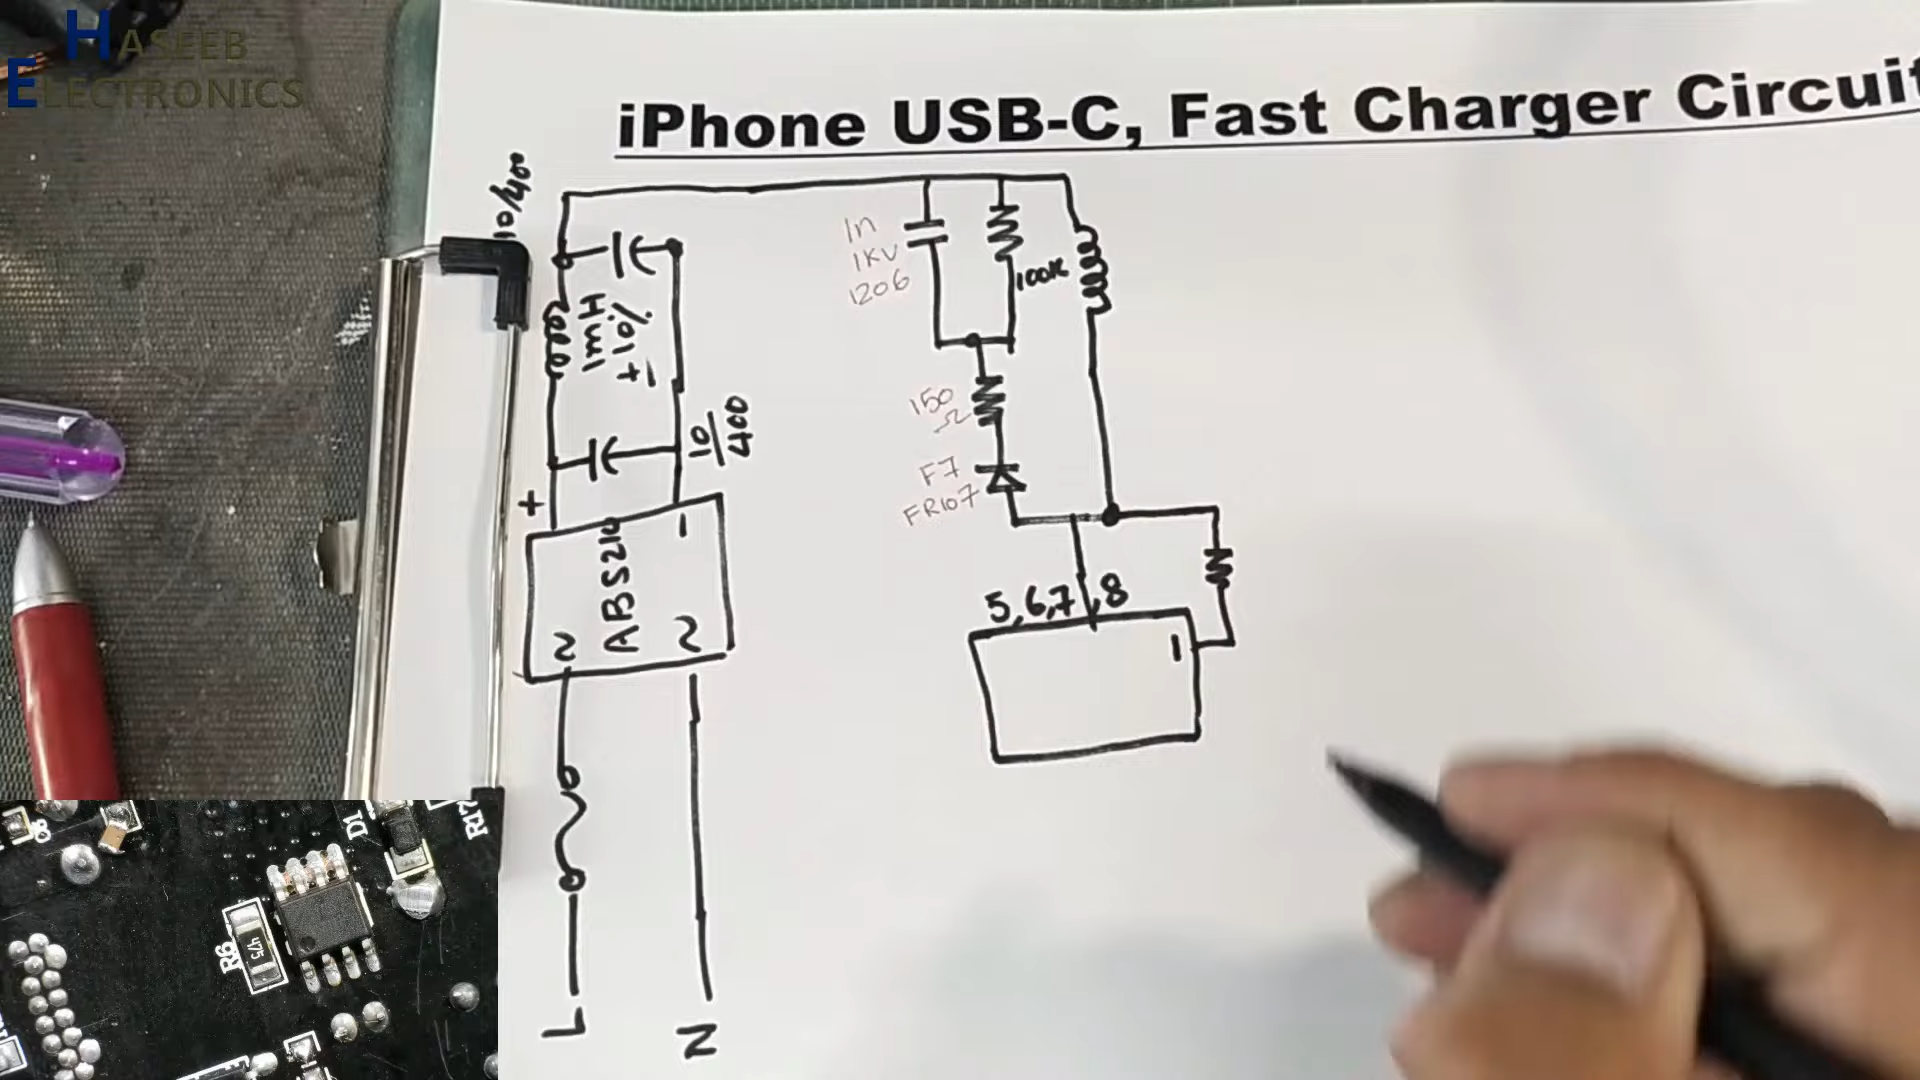 HASEEB
ELECTRONICS
iPhone USB-C, Fast Charger Circuit
10/400
1n
1KV
1206
100K
1mH
±10%
150
Ω
10/400
F7
FR107
+
-
ABS210
~ ~
5,6,7,8
1
L
N
D1
R6
475